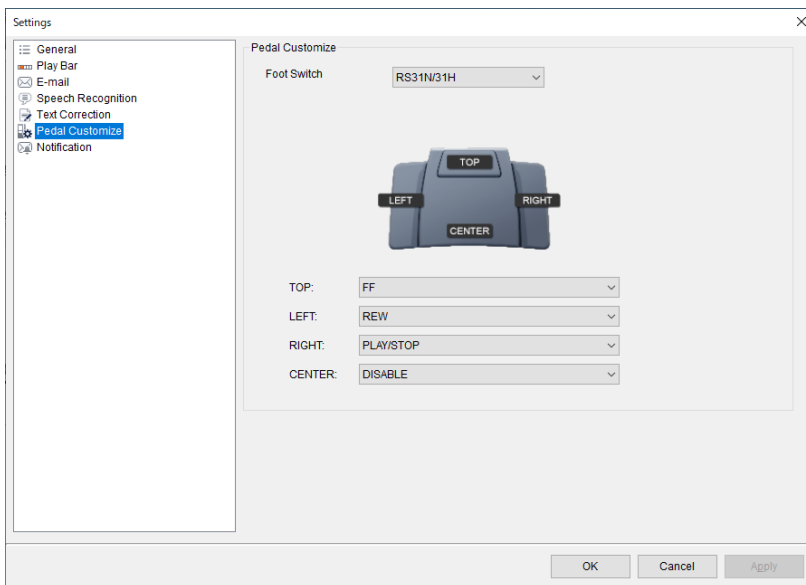 Settings
General
Play Bar
E-mail
Speech Recognition
Text Correction
Pedal Customize
Notification
Pedal Customize
Foot Switch RS31N/31H
TOP
LEFT RIGHT
CENTER
TOP: FF
LEFT: REW
RIGHT: PLAY/STOP
CENTER: DISABLE
OK Cancel Apply